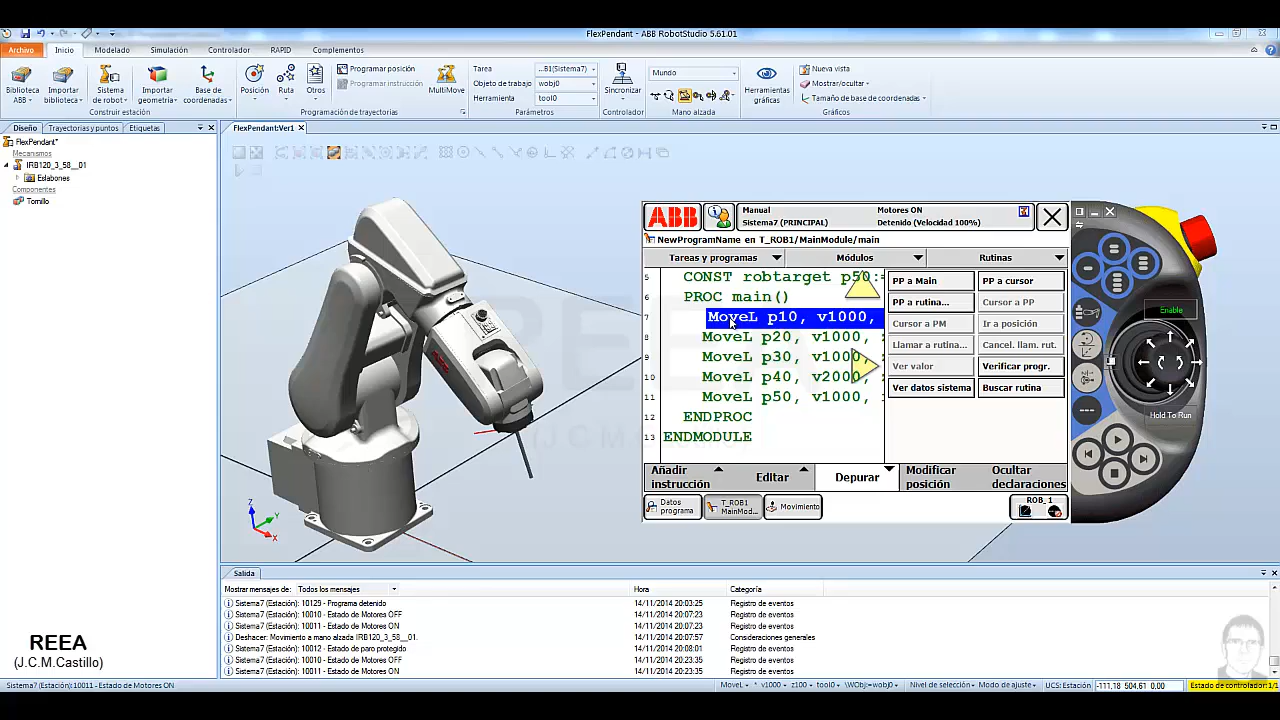 FlexPendant - ABB RobotStudio 5.61.01
Archivo Inicio Modelado Simulación Controlador RAPID Complementos
Biblioteca ABB
Importar biblioteca
Sistema de robot
Importar geometría
Base de coordenadas
Construir estación
Posición
Ruta
Otros
Programar posición
Programar instrucción
MultiMove
Programación de trayectorias
Tarea ...B1(Sistema7)
Objeto de trabajo wobj0
Herramienta tool0
Parámetros
Sincronizar
Controlador
Mundo
Mano alzada
Herramientas gráficas
Nueva vista
Mostrar/ocultar
Tamaño de base de coordenadas
Gráficos
Diseño Trayectorias y puntos Etiquetas
FlexPendant*
Mecanismos
IRB120_3_58__01
Eslabones
Componentes
Tornillo
FlexPendant:Ver1
ABB
Manual
Sistema7 (PRINCIPAL)
Motores ON
Detenido (Velocidad 100%)
NewProgramName en T_ROB1/MainModule/main
Tareas y programas Módulos Rutinas
5 CONST robtarget p50:=
6 PROC main()
7 MoveL p10, v1000,
8 MoveL p20, v1000,
9 MoveL p30, v1000,
10 MoveL p40, v2000,
11 MoveL p50, v1000,
12 ENDPROC
13 ENDMODULE
PP a Main PP a cursor
PP a rutina... Cursor a PP
Cursor a PM Ir a posición
Llamar a rutina... Cancel. llam. rut.
Ver valor Verificar progr.
Ver datos sistema Buscar rutina
Añadir instrucción
Editar
Depurar
Modificar posición
Ocultar declaraciones
Datos programa
T_ROB1 MainMod...
Movimiento
ROB_1
Enable
Hold To Run
Salida
Mostrar mensajes de: Todos los mensajes Hora Categoría
Sistema7 (Estación): 10129 - Programa detenido 14/11/2014 20:03:25 Registro de eventos
Sistema7 (Estación): 10010 - Estado de Motores OFF 14/11/2014 20:07:23 Registro de eventos
Sistema7 (Estación): 10011 - Estado de Motores ON 14/11/2014 20:07:23 Registro de eventos
Deshacer: Movimiento a mano alzada IRB120_3_58__01. 14/11/2014 20:07:57 Consideraciones generales
Sistema7 (Estación): 10012 - Estado de paro protegido 14/11/2014 20:08:01 Registro de eventos
Sistema7 (Estación): 10010 - Estado de Motores OFF 14/11/2014 20:23:35 Registro de eventos
Sistema7 (Estación): 10011 - Estado de Motores ON 14/11/2014 20:23:35 Registro de eventos
REEA
(J.C.M.Castillo)
Sistema7 (Estación): 10011 - Estado de Motores ON
MoveL * v1000 z100 tool0 \WObj:=wobj0 Nivel de selección Modo de ajuste UCS: Estación -111,18 504,61 0,00 Estado de controlador: 1/1